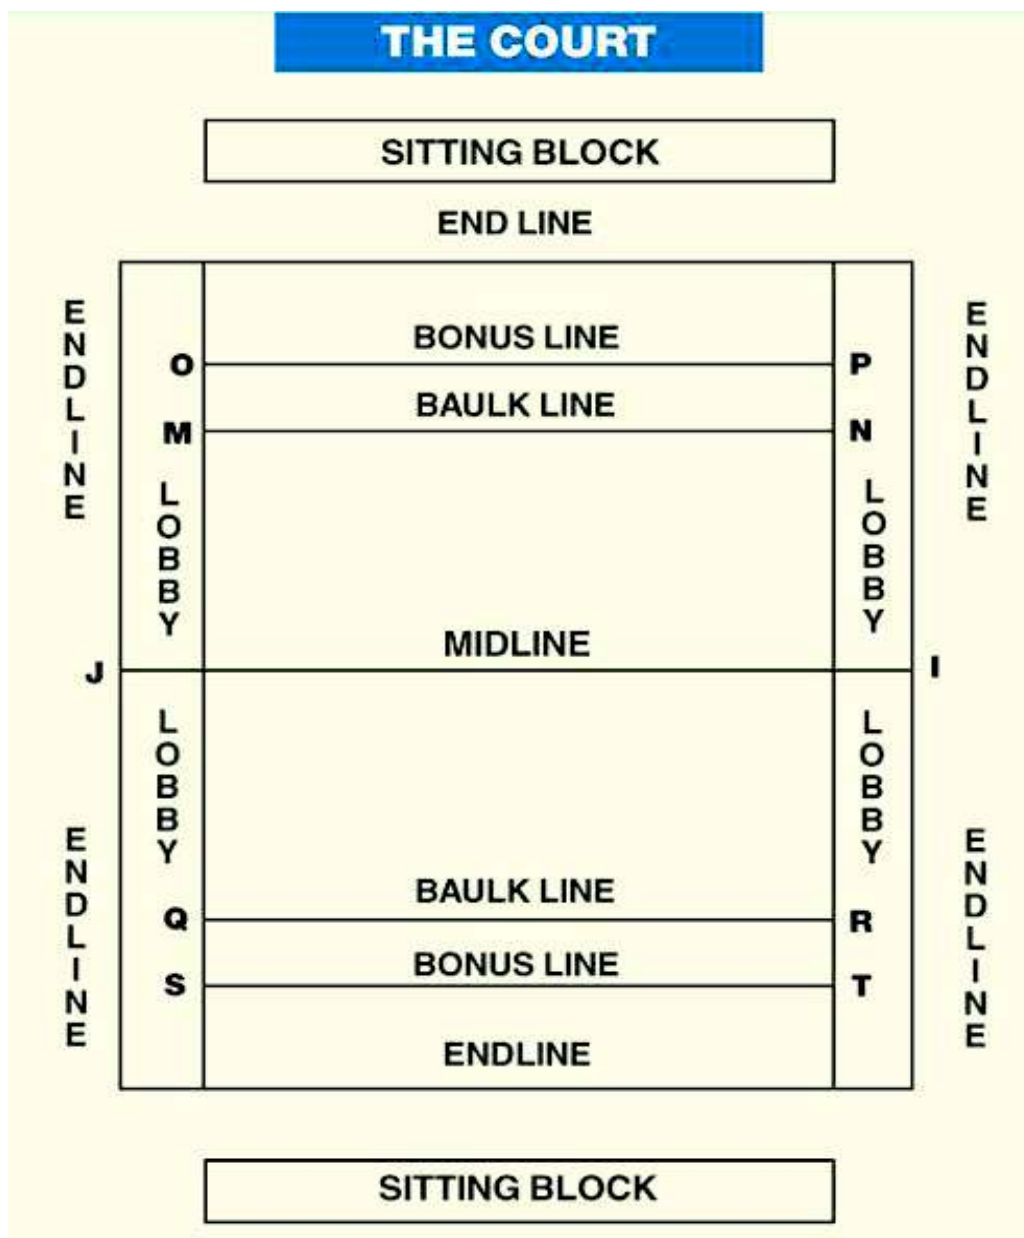 THE COURT
SITTING BLOCK
END LINE
ENDLINE
ENDLINE
BONUS LINE
O
P
BAULK LINE
M
N
LOBBY
LOBBY
MIDLINE
J
I
LOBBY
LOBBY
ENDLINE
ENDLINE
BAULK LINE
Q
R
BONUS LINE
S
T
ENDLINE
SITTING BLOCK